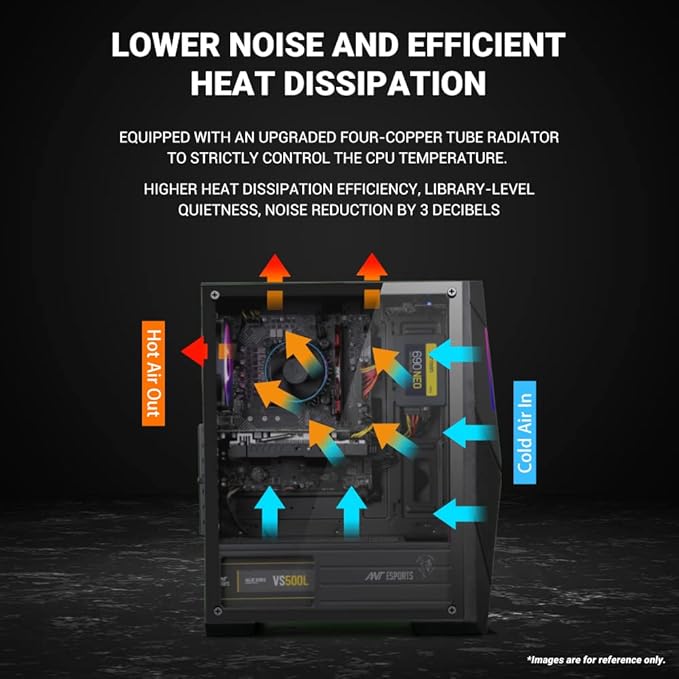 LOWER NOISE AND EFFICIENT
HEAT DISSIPATION
EQUIPPED WITH AN UPGRADED FOUR-COPPER TUBE RADIATOR
TO STRICTLY CONTROL THE CPU TEMPERATURE.
HIGHER HEAT DISSIPATION EFFICIENCY, LIBRARY-LEVEL
QUIETNESS, NOISE REDUCTION BY 3 DECIBELS
Hot Air Out
690 NEO
Cold Air In
VS500L
ANT ESPORTS
*Images are for reference only.